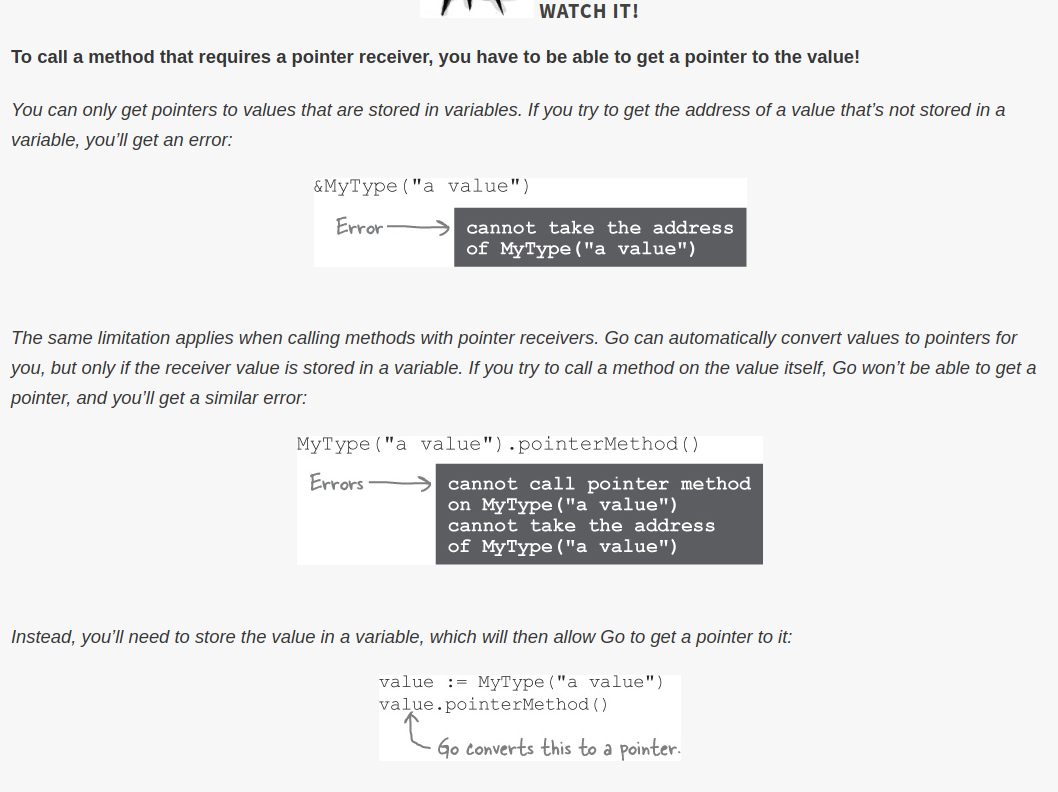 WATCH IT!
To call a method that requires a pointer receiver, you have to be able to get a pointer to the value!
You can only get pointers to values that are stored in variables. If you try to get the address of a value that’s not stored in a
variable, you’ll get an error:
&MyType("a value")
Error
cannot take the address
of MyType("a value")
The same limitation applies when calling methods with pointer receivers. Go can automatically convert values to pointers for
you, but only if the receiver value is stored in a variable. If you try to call a method on the value itself, Go won’t be able to get a
pointer, and you’ll get a similar error:
MyType("a value").pointerMethod()
Errors
cannot call pointer method
on MyType("a value")
cannot take the address
of MyType("a value")
Instead, you’ll need to store the value in a variable, which will then allow Go to get a pointer to it:
value := MyType("a value")
value.pointerMethod()
Go converts this to a pointer.